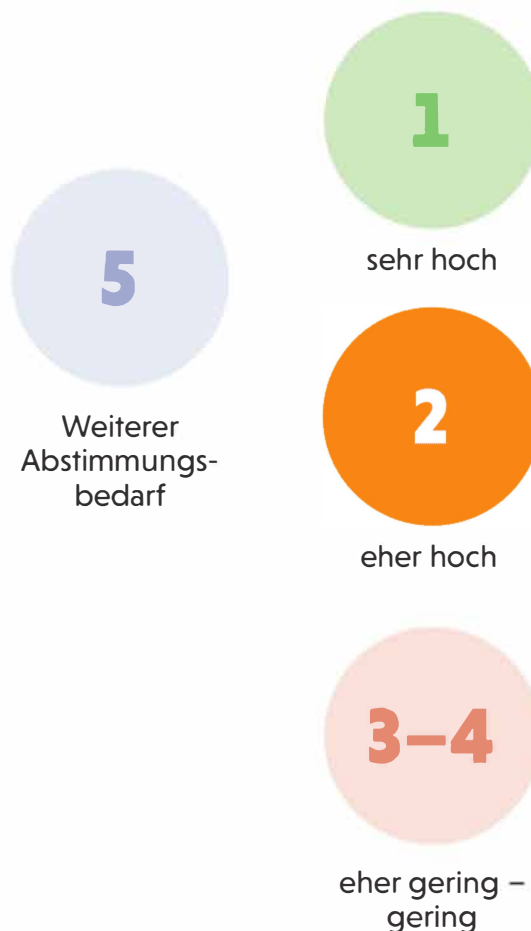 1
sehr hoch
5
Weiterer
Abstimmungs-
bedarf
2
eher hoch
3–4
eher gering –
gering